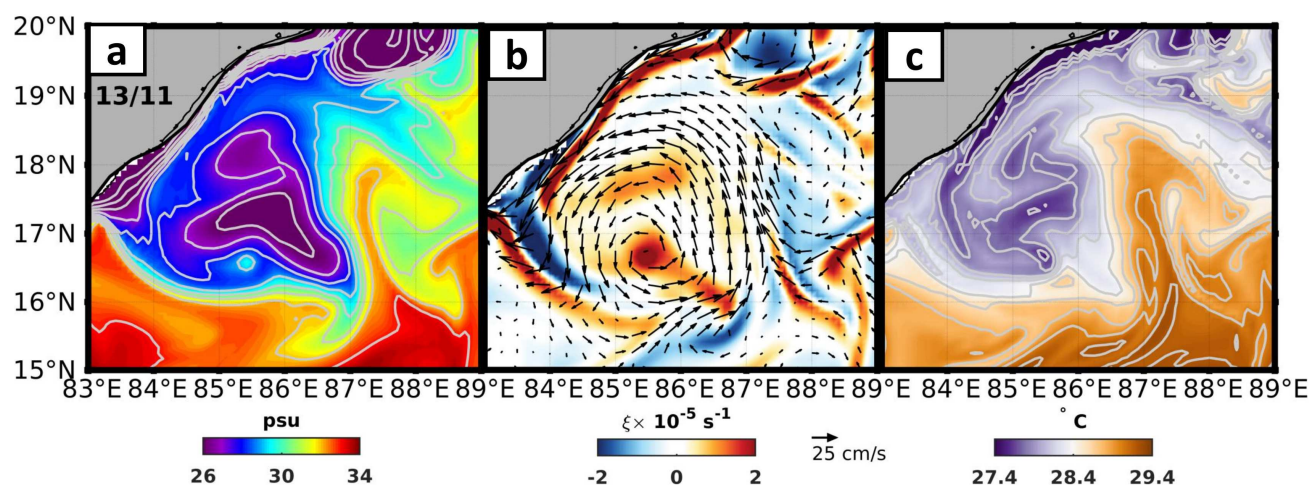 20°N
19°N
18°N
17°N
16°N
15°N
a
13/11
b
c
83°E 84°E 85°E 86°E 87°E 88°E 89°E 84°E 85°E 86°E 87°E 88°E 89°E 84°E 85°E 86°E 87°E 88°E 89°E
psu
26 30 34
ξ× 10⁻⁵ s⁻¹
-2 0 2
25 cm/s
°C
27.4 28.4 29.4